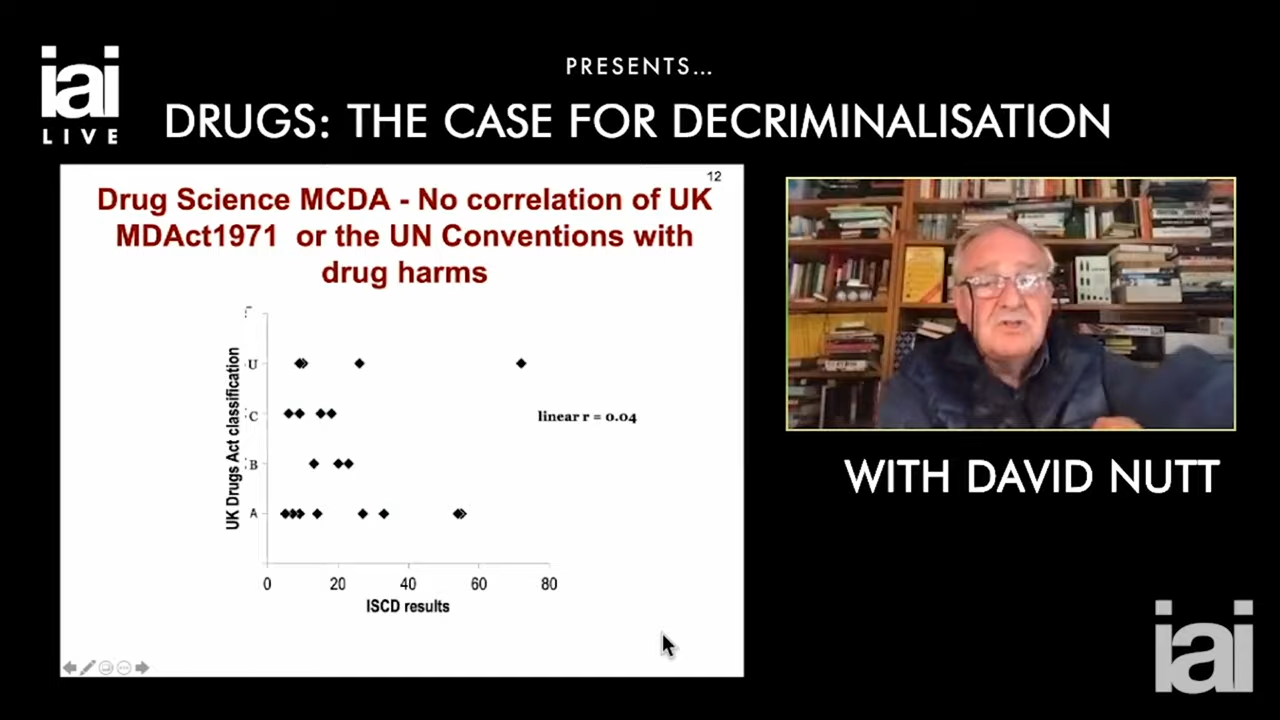 iai
LIVE
PRESENTS...
DRUGS: THE CASE FOR DECRIMINALISATION
12
Drug Science MCDA - No correlation of UK
MDAct1971 or the UN Conventions with
drug harms
UK Drugs Act classification
U
C
B
A
linear r = 0.04
0 20 40 60 80
ISCD results
WITH DAVID NUTT
iai